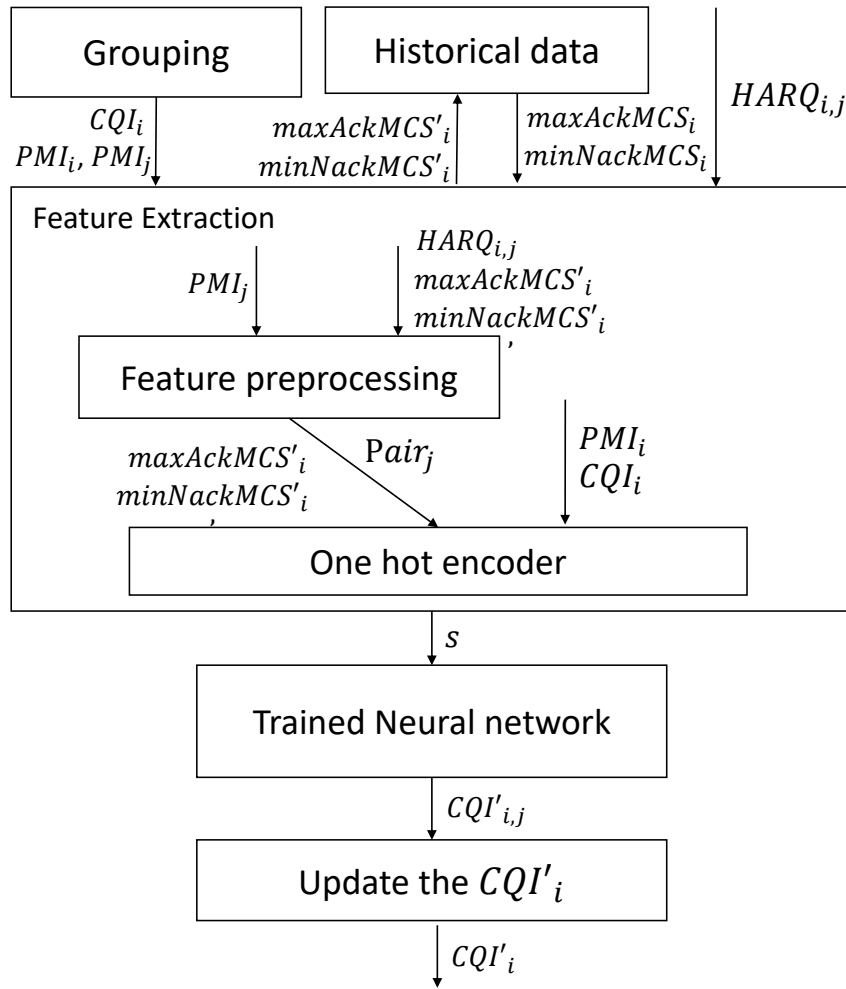 Grouping
Historical data
HARQ_{i,j}
CQI_i
PMI_i, PMI_j
maxAckMCS'_i
minNackMCS'_i
maxAckMCS_i
minNackMCS_i
Feature Extraction
PMI_j
HARQ_{i,j}
maxAckMCS'_i
minNackMCS'_i
,
Feature preprocessing
maxAckMCS'_i
minNackMCS'_i
,
Pair_j
PMI_i
CQI_i
One hot encoder
s
Trained Neural network
CQI'_{i,j}
Update the CQI'_i
CQI'_i